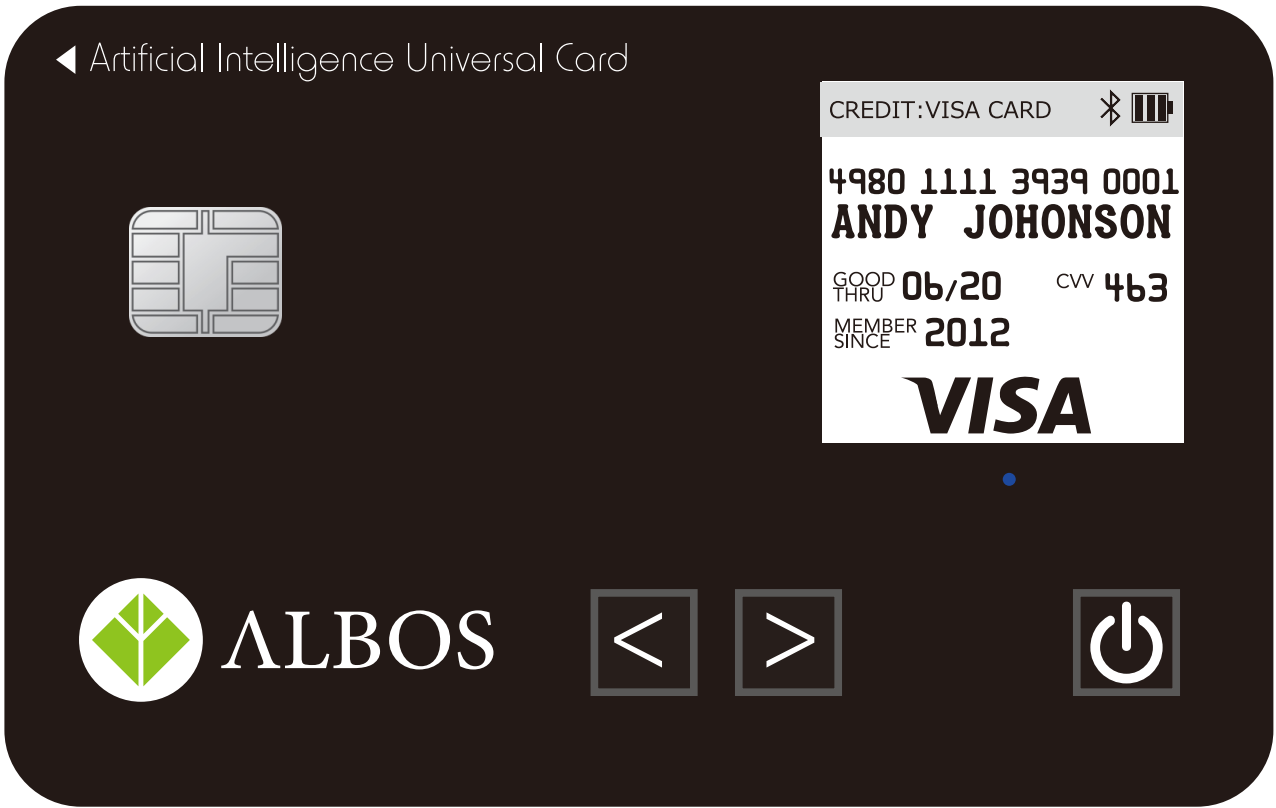 Artificial Intelligence Universal Card
CREDIT:VISA CARD
4980 1111 3939 0001
ANDY JOHONSON
GOOD THRU 06/20 CVV 463
MEMBER SINCE 2012
VISA
ALBOS
< >